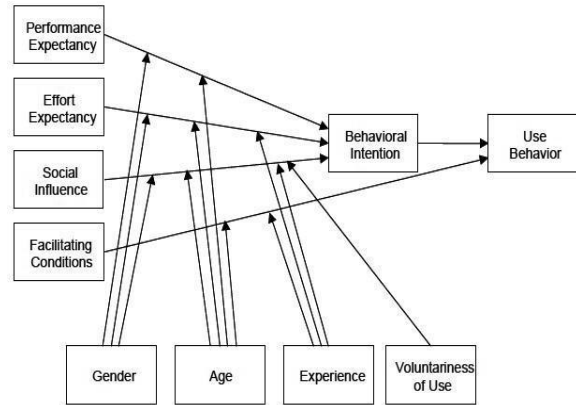 Performance
Expectancy
Effort
Expectancy
Social
Influence
Facilitating
Conditions
Behavioral
Intention
Use
Behavior
Gender
Age
Experience
Voluntariness
of Use